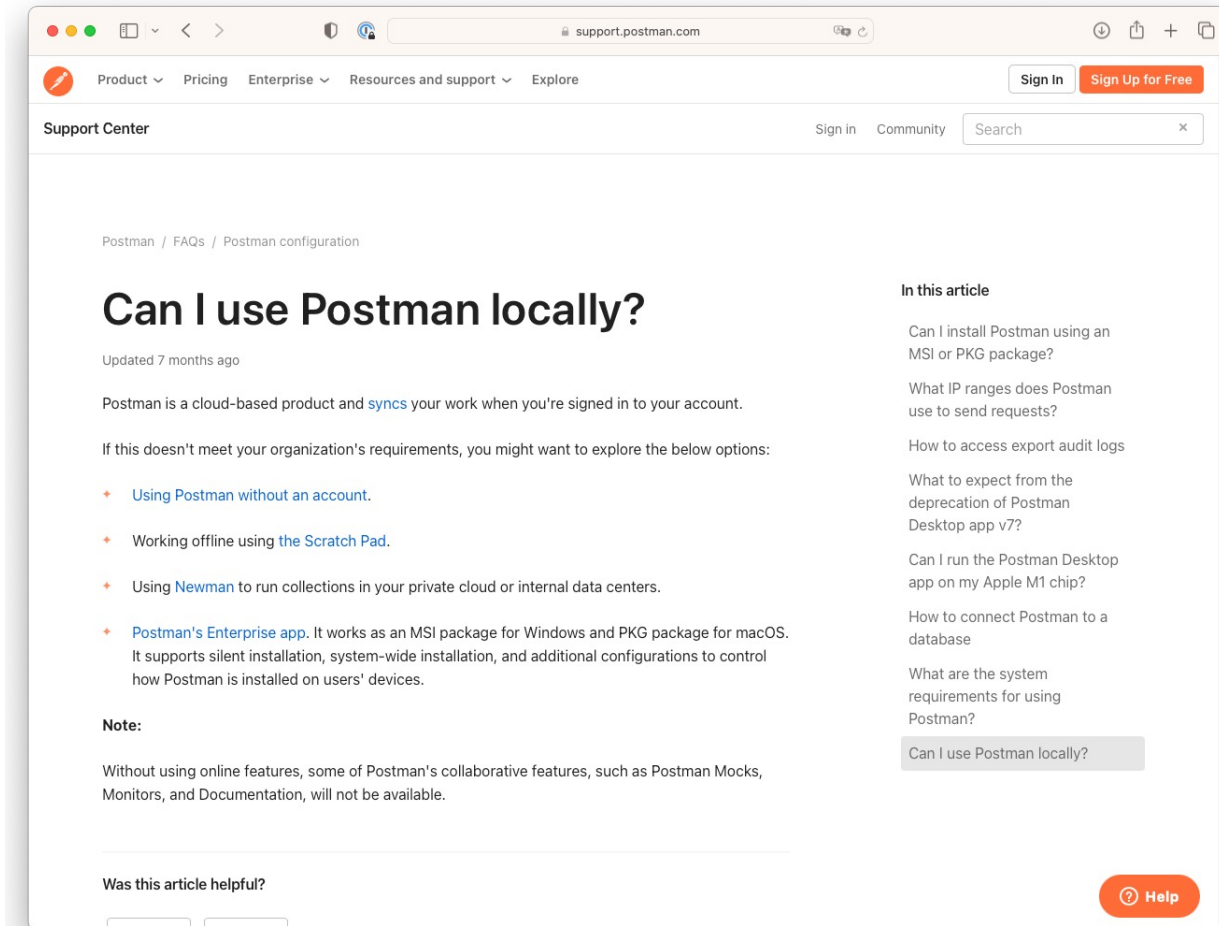 support.postman.com
Product Pricing Enterprise Resources and support Explore
Sign In Sign Up for Free
Support Center
Sign in Community Search
Postman / FAQs / Postman configuration
Can I use Postman locally?
Updated 7 months ago
Postman is a cloud-based product and syncs your work when you're signed in to your account.
If this doesn't meet your organization's requirements, you might want to explore the below options:
Using Postman without an account.
Working offline using the Scratch Pad.
Using Newman to run collections in your private cloud or internal data centers.
Postman's Enterprise app. It works as an MSI package for Windows and PKG package for macOS.
It supports silent installation, system-wide installation, and additional configurations to control
how Postman is installed on users' devices.
Note:
Without using online features, some of Postman's collaborative features, such as Postman Mocks,
Monitors, and Documentation, will not be available.
Was this article helpful?
In this article
Can I install Postman using an
MSI or PKG package?
What IP ranges does Postman
use to send requests?
How to access export audit logs
What to expect from the
deprecation of Postman
Desktop app v7?
Can I run the Postman Desktop
app on my Apple M1 chip?
How to connect Postman to a
database
What are the system
requirements for using
Postman?
Can I use Postman locally?
Help